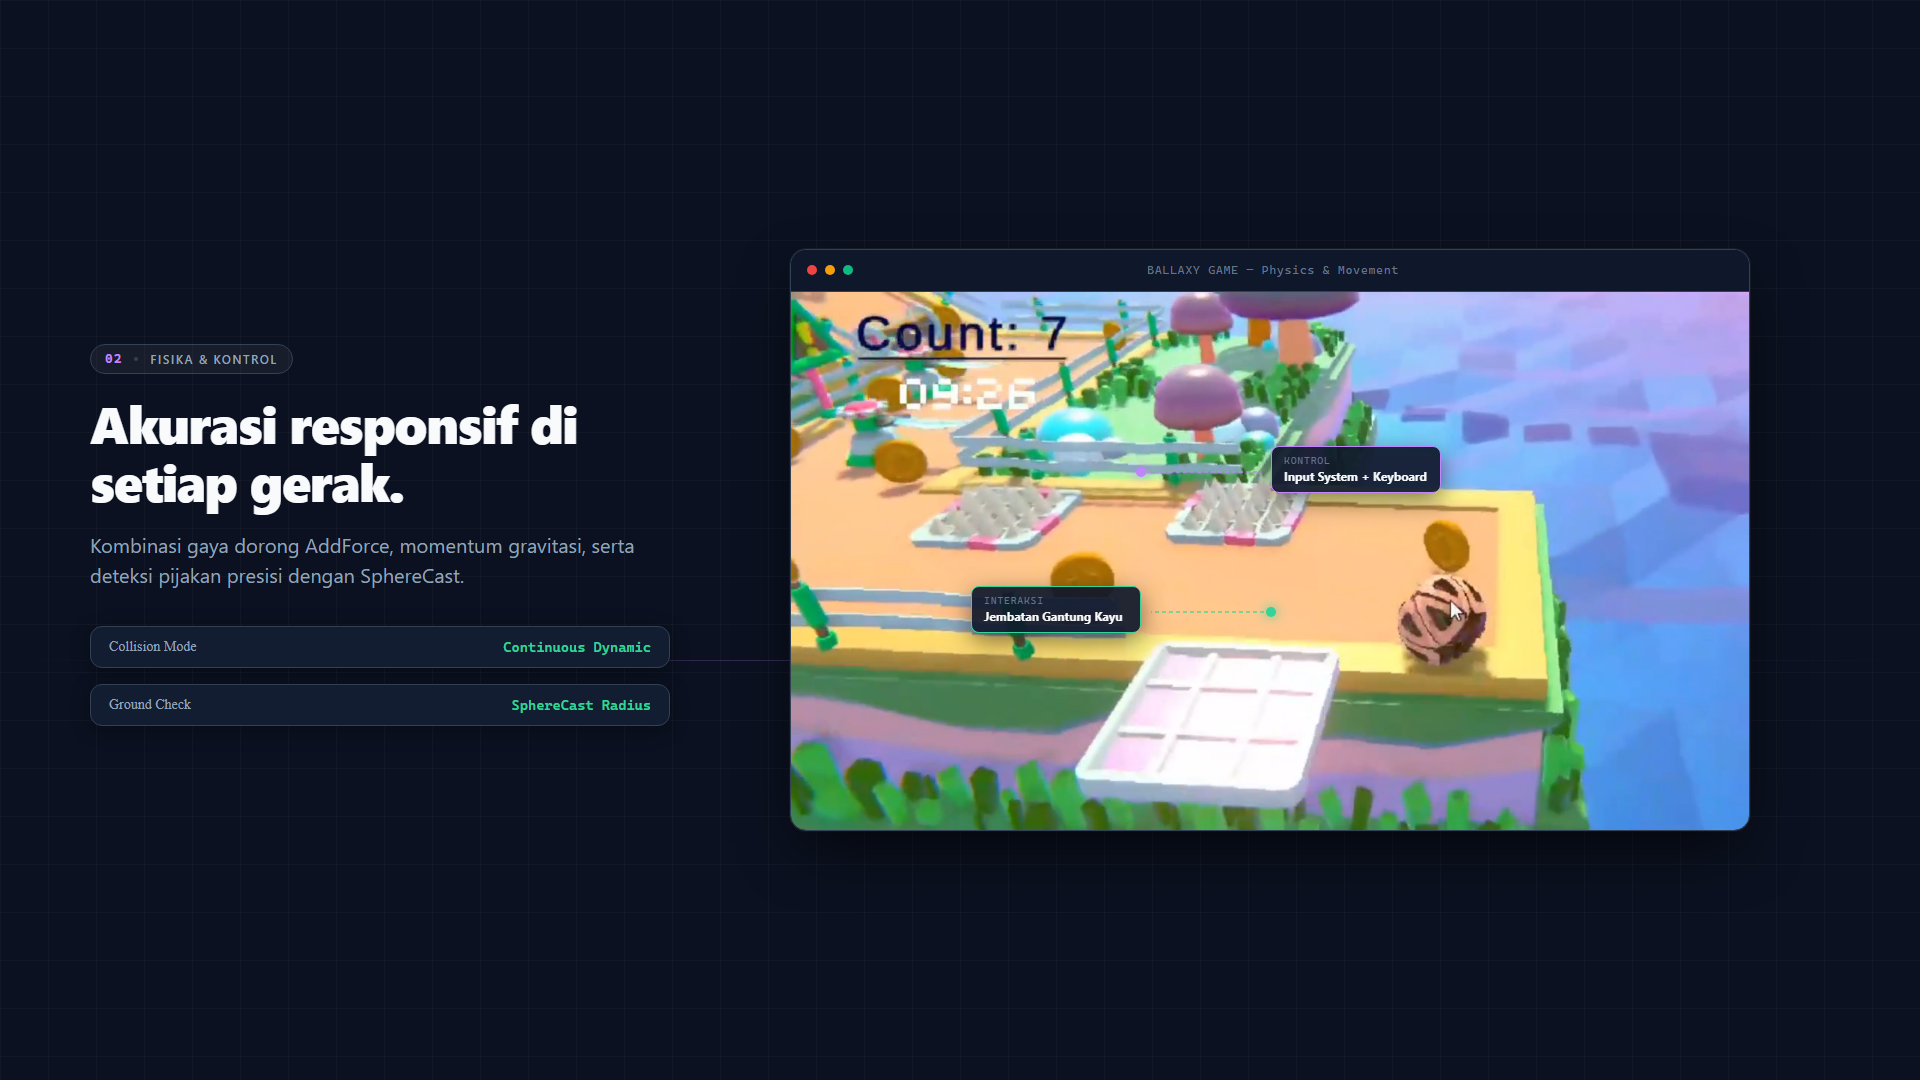 02 • FISIKA & KONTROL
Akurasi responsif di
setiap gerak.
Kombinasi gaya dorong AddForce, momentum gravitasi, serta
deteksi pijakan presisi dengan SphereCast.
Collision Mode Continuous Dynamic
Ground Check SphereCast Radius
BALLAXY GAME — Physics & Movement
Count: 7
09:26
KONTROL
Input System + Keyboard
INTERAKSI
Jembatan Gantung Kayu